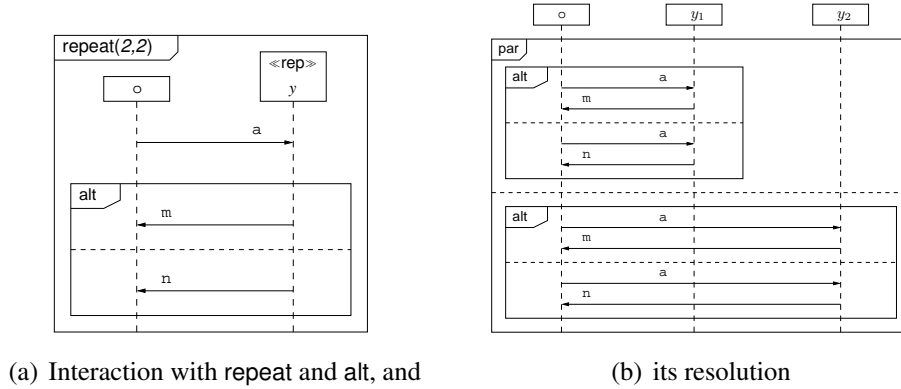 repeat(2,2)
≪rep≫
o
y
a
alt
m
n
(a) Interaction with repeat and alt, and
o
y₁
y₂
par
alt
a
m
a
n
alt
a
m
a
n
(b) its resolution